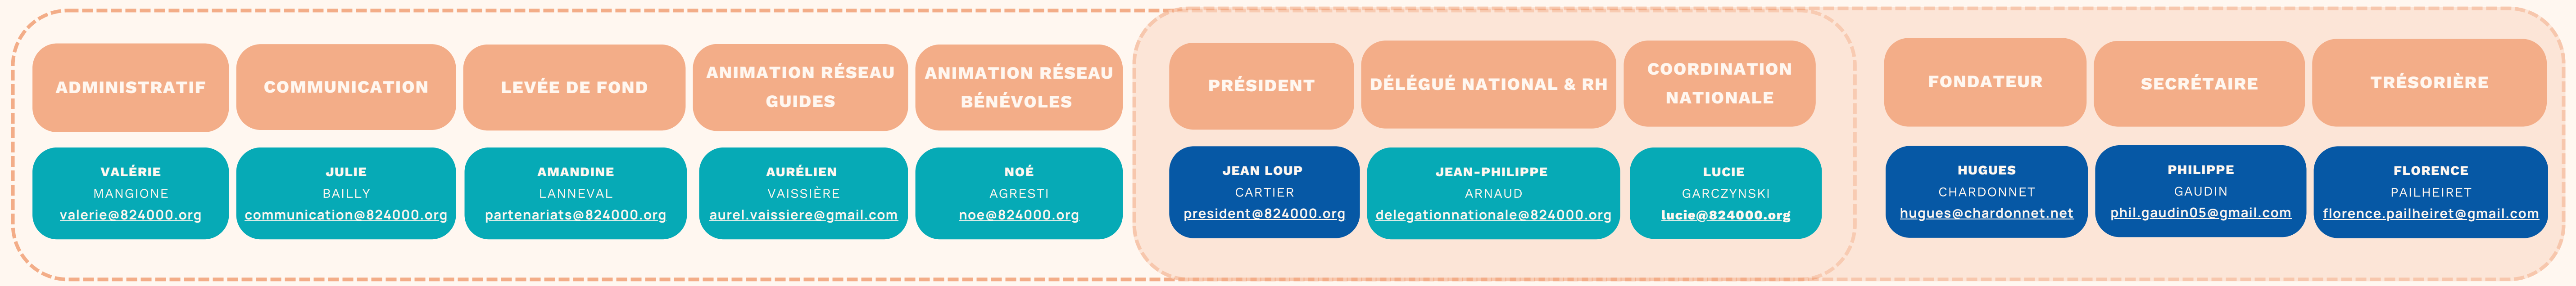 ADMINISTRATIF
VALÉRIE
MANGIONE
valerie@824000.org
COMMUNICATION
JULIE
BAILLY
communication@824000.org
LEVÉE DE FOND
AMANDINE
LANNEVAL
partenariats@824000.org
ANIMATION RÉSEAU
GUIDES
AURÉLIEN
VAISSIÈRE
aurel.vaissiere@gmail.com
ANIMATION RÉSEAU
BÉNÉVOLES
NOÉ
AGRESTI
noe@824000.org
PRÉSIDENT
JEAN LOUP
CARTIER
president@824000.org
DÉLÉGUÉ NATIONAL & RH
JEAN-PHILIPPE
ARNAUD
delegationnationale@824000.org
COORDINATION
NATIONALE
LUCIE
GARCZYNSKI
lucie@824000.org
FONDATEUR
HUGUES
CHARDONNET
hugues@chardonnet.net
SECRÉTAIRE
PHILIPPE
GAUDIN
phil.gaudin05@gmail.com
TRÉSORIÈRE
FLORENCE
PAILHEIRET
florence.pailheiret@gmail.com